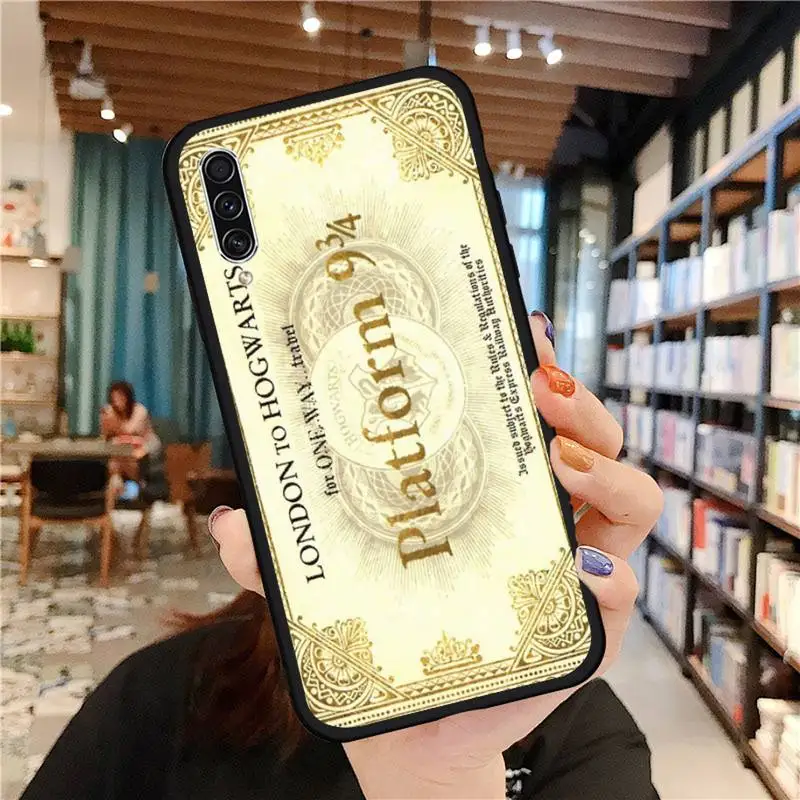 LONDON TO HOGWARTS
for ONE WAY travel
Platform 9¾
HOGWARTS
Issued subject to the Rules & Regulations of the
Hogwarts Express Railway Authorities